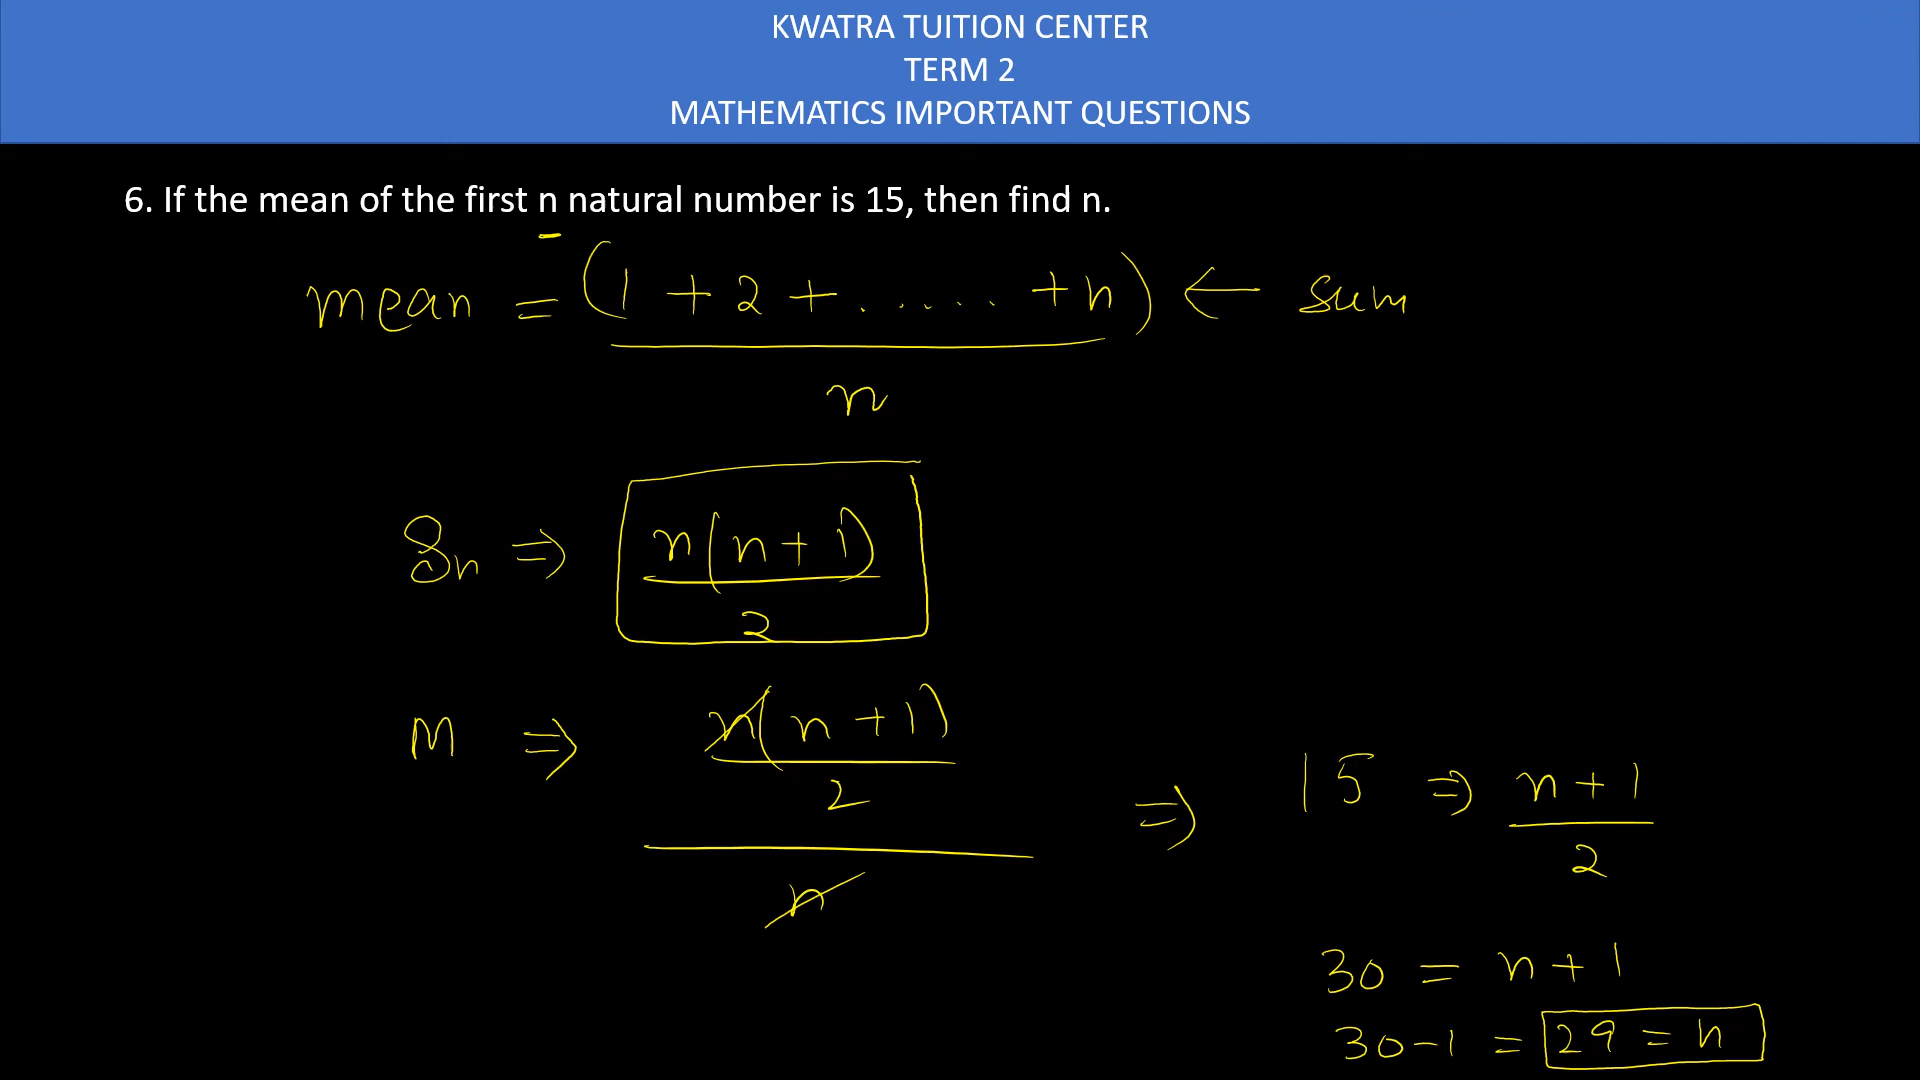 KWATRA TUITION CENTER
TERM 2
MATHEMATICS IMPORTANT QUESTIONS
6. If the mean of the first n natural number is 15, then find n.
mean = (1 + 2 + ..... + n) ← sum
n
Sn ⇒ n(n+1)
2
M ⇒ n(n+1)
2
n
⇒ 15 ⇒ n+1
2
30 = n+1
30-1 = 29 = n